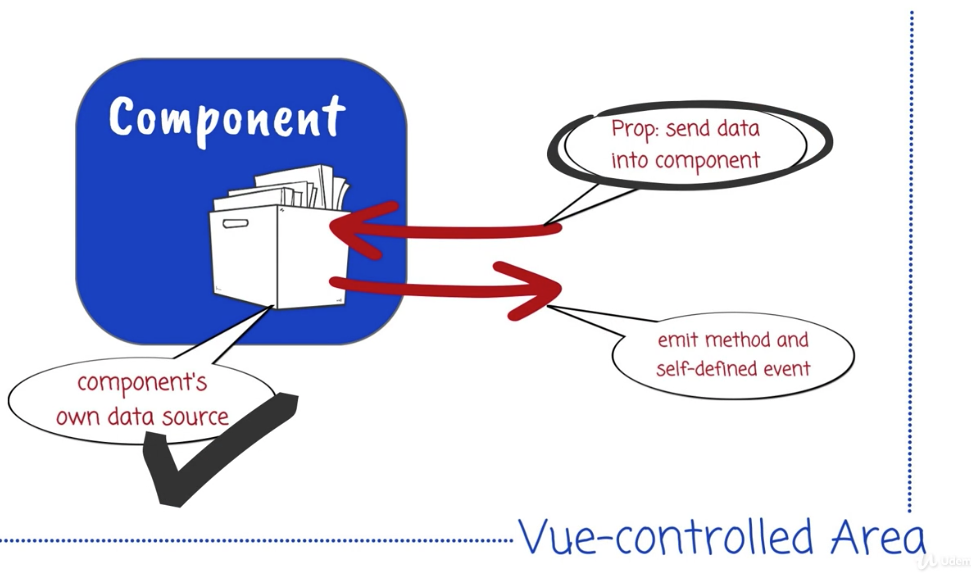 Component
Prop: send data
into component
emit method and
self-defined event
component's
own data source
Vue-controlled Area